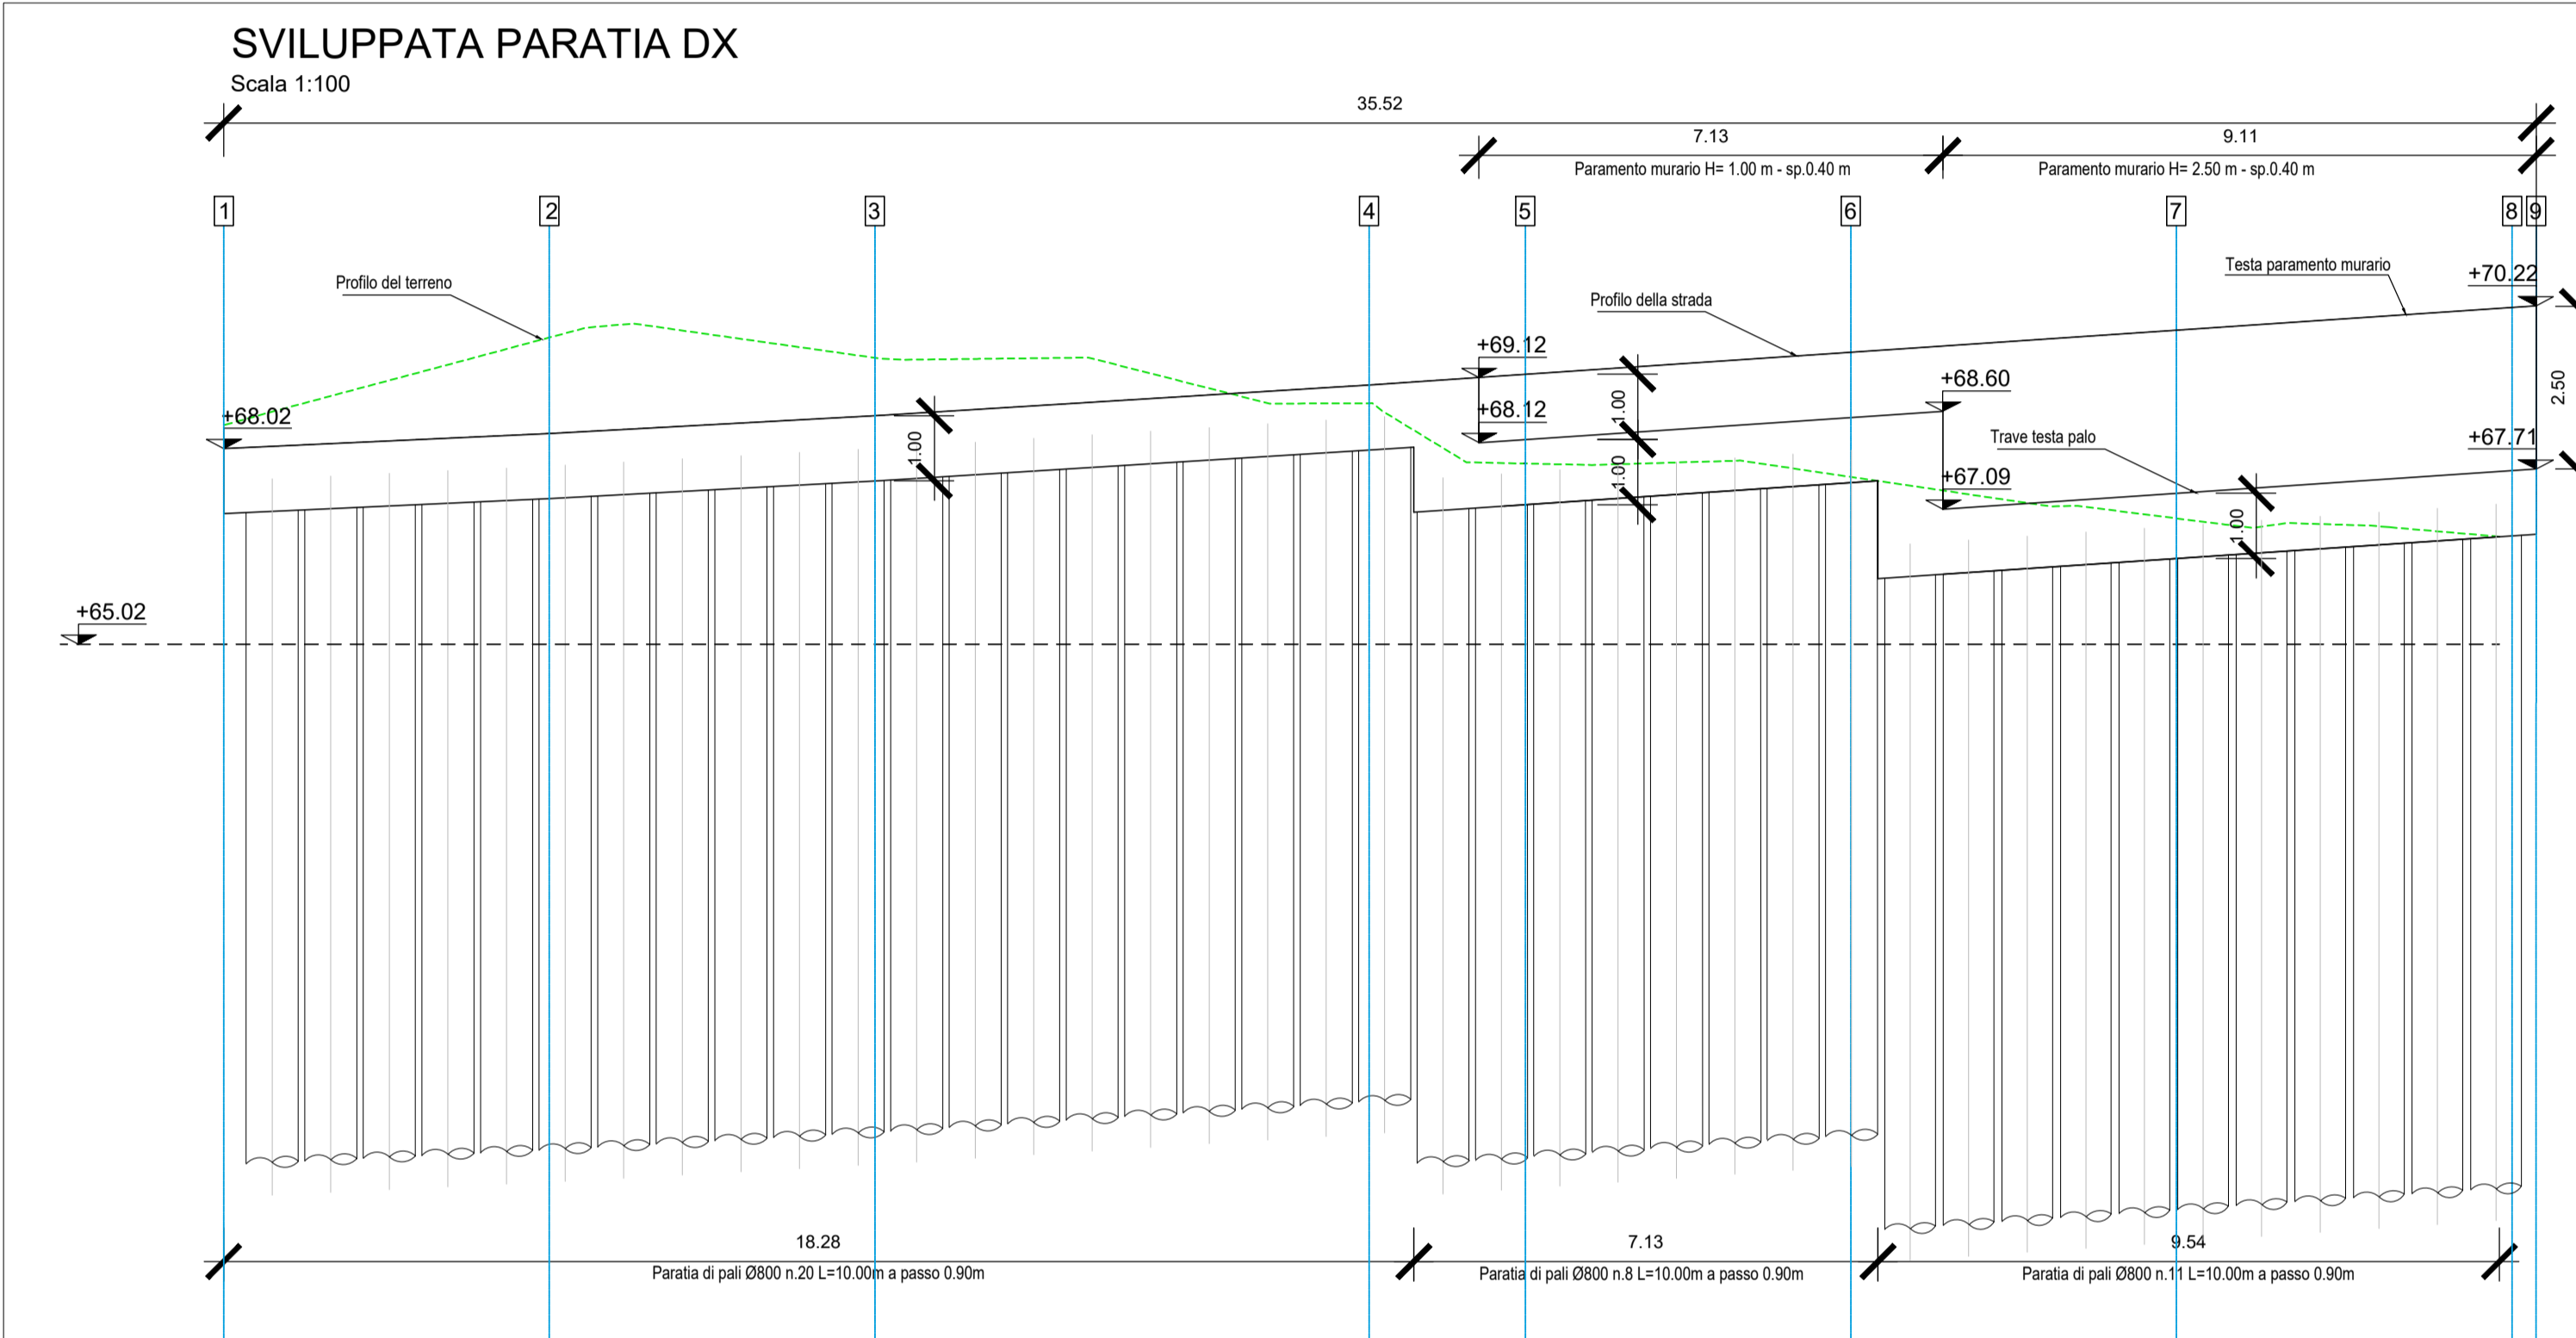 SVILUPPATA PARATIA DX
Scala 1:100
35.52
7.13
9.11
Paramento murario H= 1.00 m - sp.0.40 m
Paramento murario H= 2.50 m - sp.0.40 m
1
2
3
4
5
6
7
8
9
Profilo del terreno
Profilo della strada
Testa paramento murario
+70.22
+69.12
+68.60
+68.02
+68.12
1.00
1.00
1.00
2.50
Trave testa palo
+67.71
+67.09
1.00
+65.02
18.28
7.13
9.54
Paratia di pali Ø800 n.20 L=10.00m a passo 0.90m
Paratia di pali Ø800 n.8 L=10.00m a passo 0.90m
Paratia di pali Ø800 n.11 L=10.00m a passo 0.90m